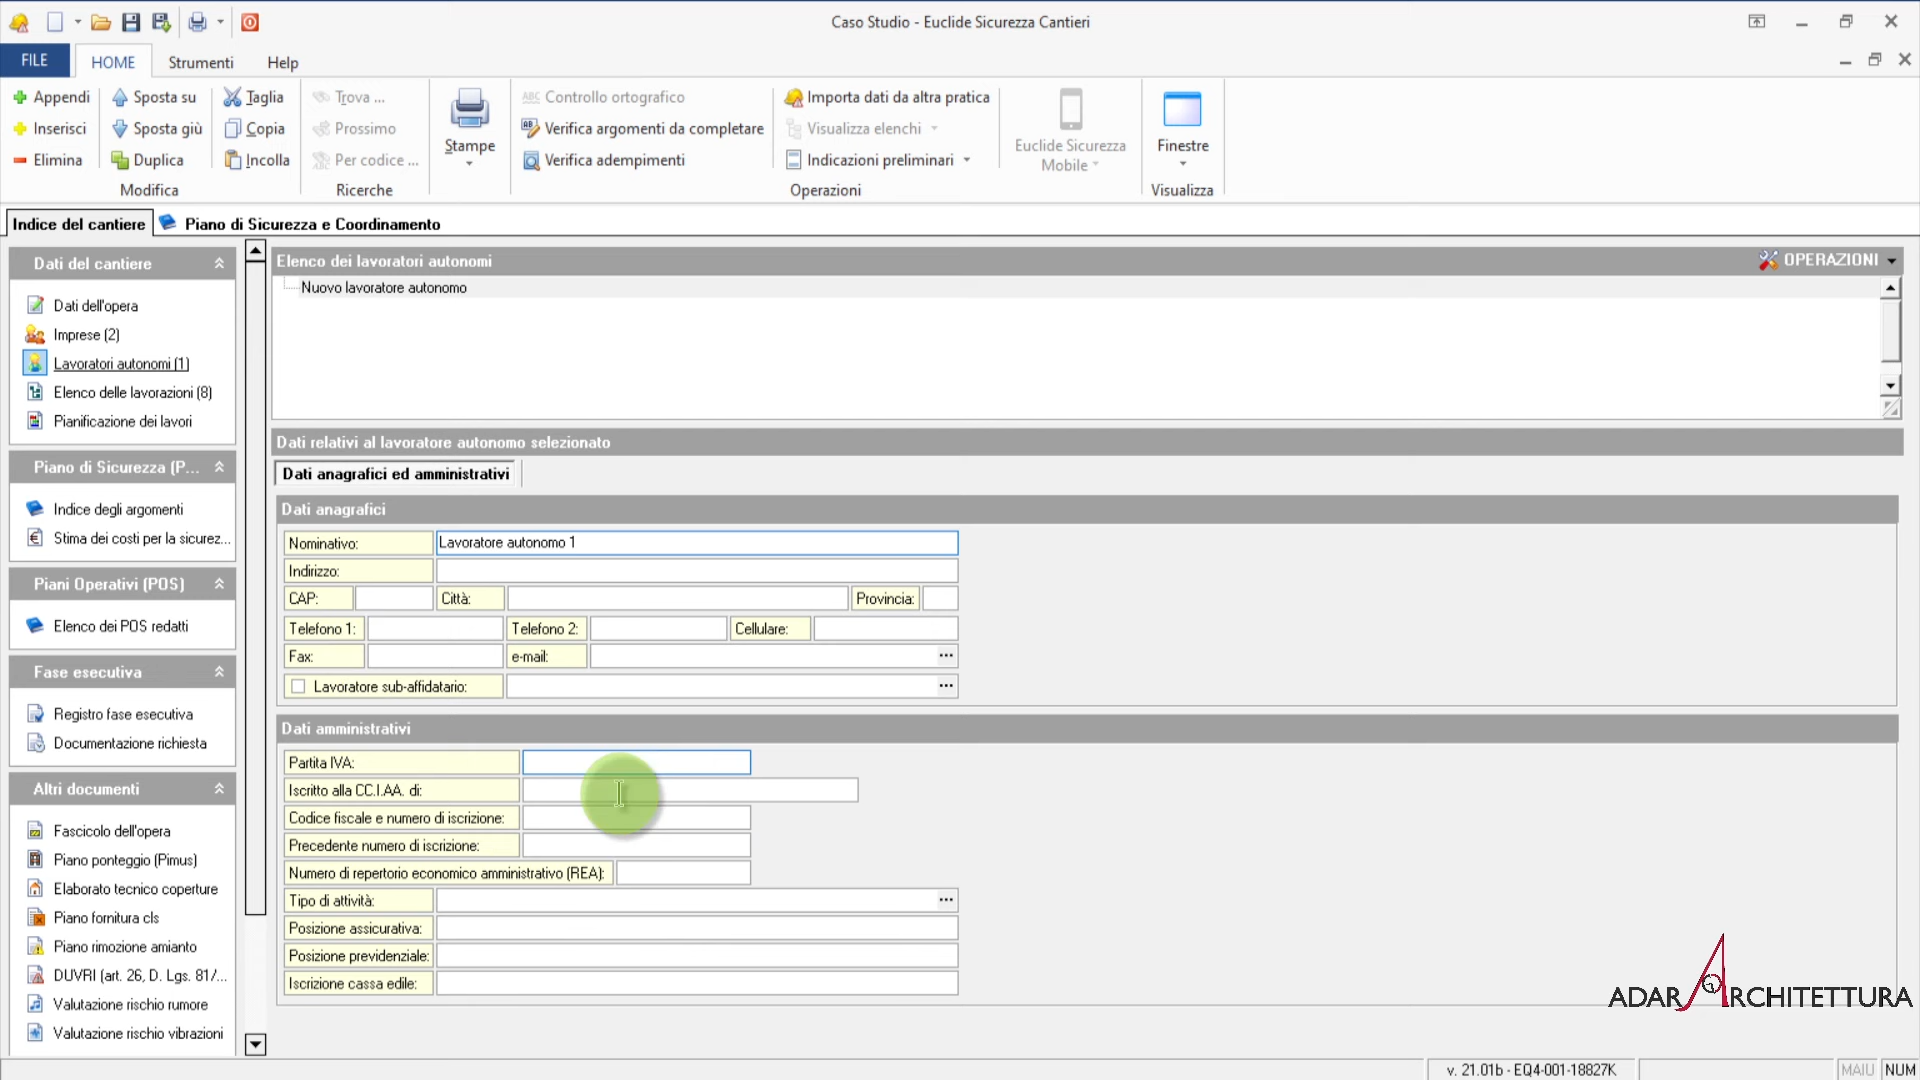 Caso Studio - Euclide Sicurezza Cantieri
FILE
HOME
Strumenti
Help
Appendi
Inserisci
Elimina
Sposta su
Sposta giù
Duplica
Modifica
Taglia
Copia
Incolla
Trova ...
Prossimo
Per codice ...
Ricerche
Stampe
ABC Controllo ortografico
Verifica argomenti da completare
Verifica adempimenti
Importa dati da altra pratica
Visualizza elenchi
Indicazioni preliminari
Operazioni
Euclide Sicurezza
Mobile
Finestre
Visualizza
Indice del cantiere
Piano di Sicurezza e Coordinamento
Dati del cantiere
Dati dell'opera
Imprese (2)
Lavoratori autonomi (1)
Elenco delle lavorazioni (8)
Pianificazione dei lavori
Piano di Sicurezza (P...
Indice degli argomenti
Stima dei costi per la sicurez...
Piani Operativi (POS)
Elenco dei POS redatti
Fase esecutiva
Registro fase esecutiva
Documentazione richiesta
Altri documenti
Fascicolo dell'opera
Piano ponteggio (Pimus)
Elaborato tecnico coperture
Piano fornitura cls
Piano rimozione amianto
DUVRI (art. 26, D. Lgs. 81/...
Valutazione rischio rumore
Valutazione rischio vibrazioni
Elenco dei lavoratori autonomi
OPERAZIONI
Nuovo lavoratore autonomo
Dati relativi al lavoratore autonomo selezionato
Dati anagrafici ed amministrativi
Dati anagrafici
Nominativo: Lavoratore autonomo 1
Indirizzo:
CAP: Città: Provincia:
Telefono 1: Telefono 2: Cellulare:
Fax: e-mail: ...
Lavoratore sub-affidatario: ...
Dati amministrativi
Partita IVA:
Iscritto alla CC.I.AA. di:
Codice fiscale e numero di iscrizione:
Precedente numero di iscrizione:
Numero di repertorio economico amministrativo (REA):
Tipo di attività: ...
Posizione assicurativa:
Posizione previdenziale:
Iscrizione cassa edile:
ADARARCHITETTURA
v. 21.01b - EQ4-001-18827K
MAIU
NUM